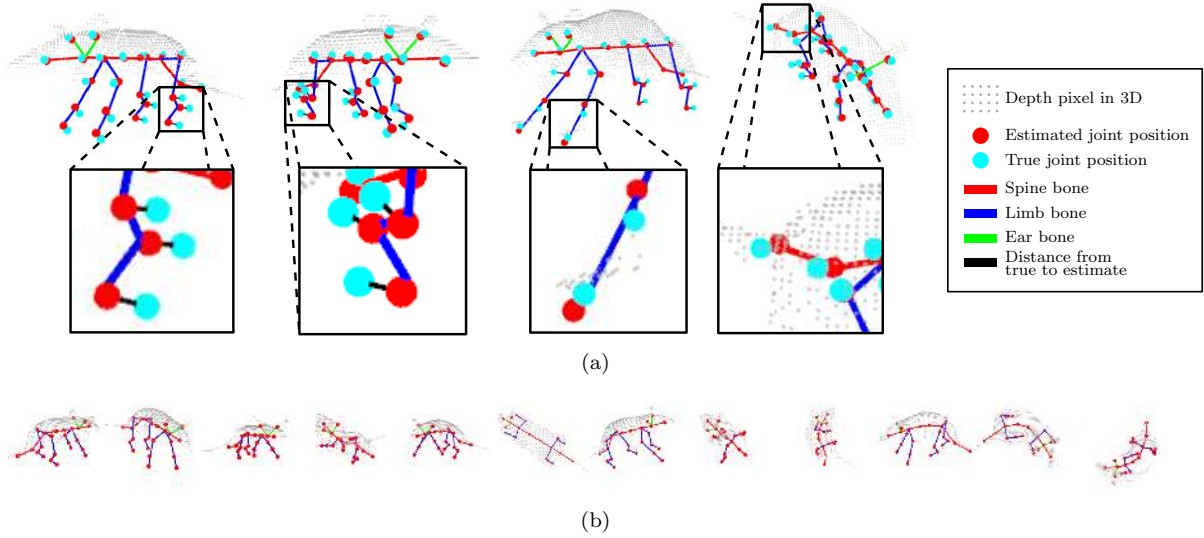 Depth pixel in 3D
Estimated joint position
True joint position
Spine bone
Limb bone
Ear bone
Distance from
true to estimate
(a)
(b)